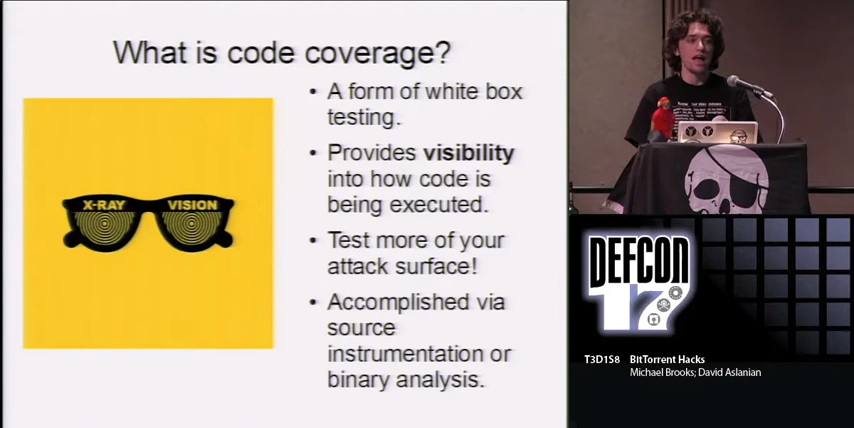 What is code coverage?
X-RAY VISION
• A form of white box
testing.
• Provides visibility
into how code is
being executed.
• Test more of your
attack surface!
• Accomplished via
source
instrumentation or
binary analysis.
DEFCON
17
T3D1S8 BitTorrent Hacks
Michael Brooks; David Aslanian